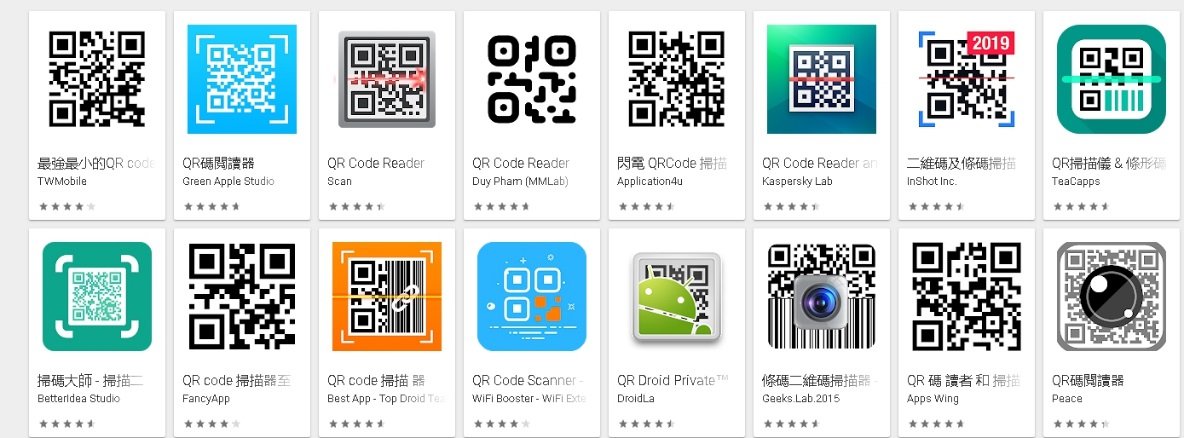 2019
最強最小的QR code
TWMobile
QR碼閱讀器
Green Apple Studio
QR Code Reader
Scan
QR Code Reader
Duy Pham (MMLab)
閃電 QRCode 掃描
Application4u
QR Code Reader an
Kaspersky Lab
二維碼及條碼掃描
InShot Inc.
QR掃描儀 & 條形碼
TeaCapps
掃碼大師 - 掃描二
BetterIdea Studio
QR code 掃描器至
FancyApp
QR code 掃描 器
Best App - Top Droid Tea
QR Code Scanner -
WiFi Booster - WiFi Exte
QR Droid Private™
DroidLa
條碼二維碼掃描器 -
Geeks.Lab.2015
QR 碼 讀者 和 掃描
Apps Wing
QR碼閱讀器
Peace